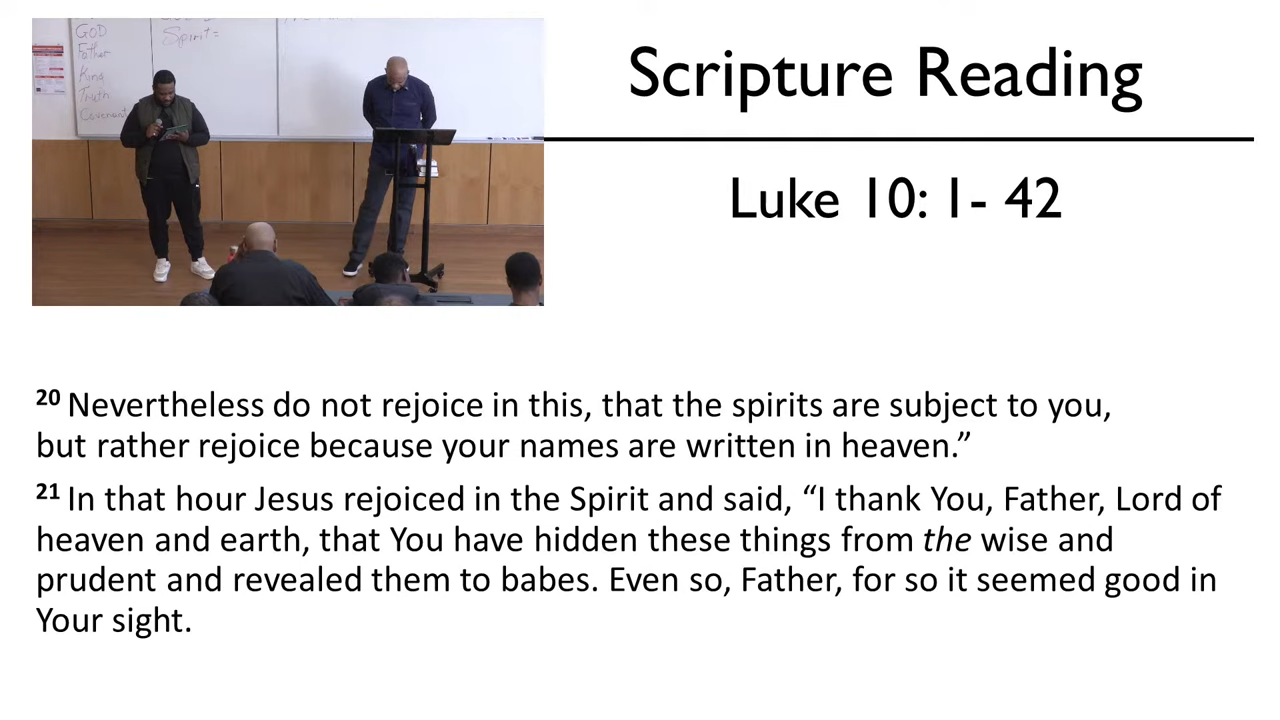 GOD
Father
King
Truth
Covenant
Spirit=
Scripture Reading
Luke 10: 1- 42
20 Nevertheless do not rejoice in this, that the spirits are subject to you,
but rather rejoice because your names are written in heaven.”
21 In that hour Jesus rejoiced in the Spirit and said, “I thank You, Father, Lord of
heaven and earth, that You have hidden these things from the wise and
prudent and revealed them to babes. Even so, Father, for so it seemed good in
Your sight.